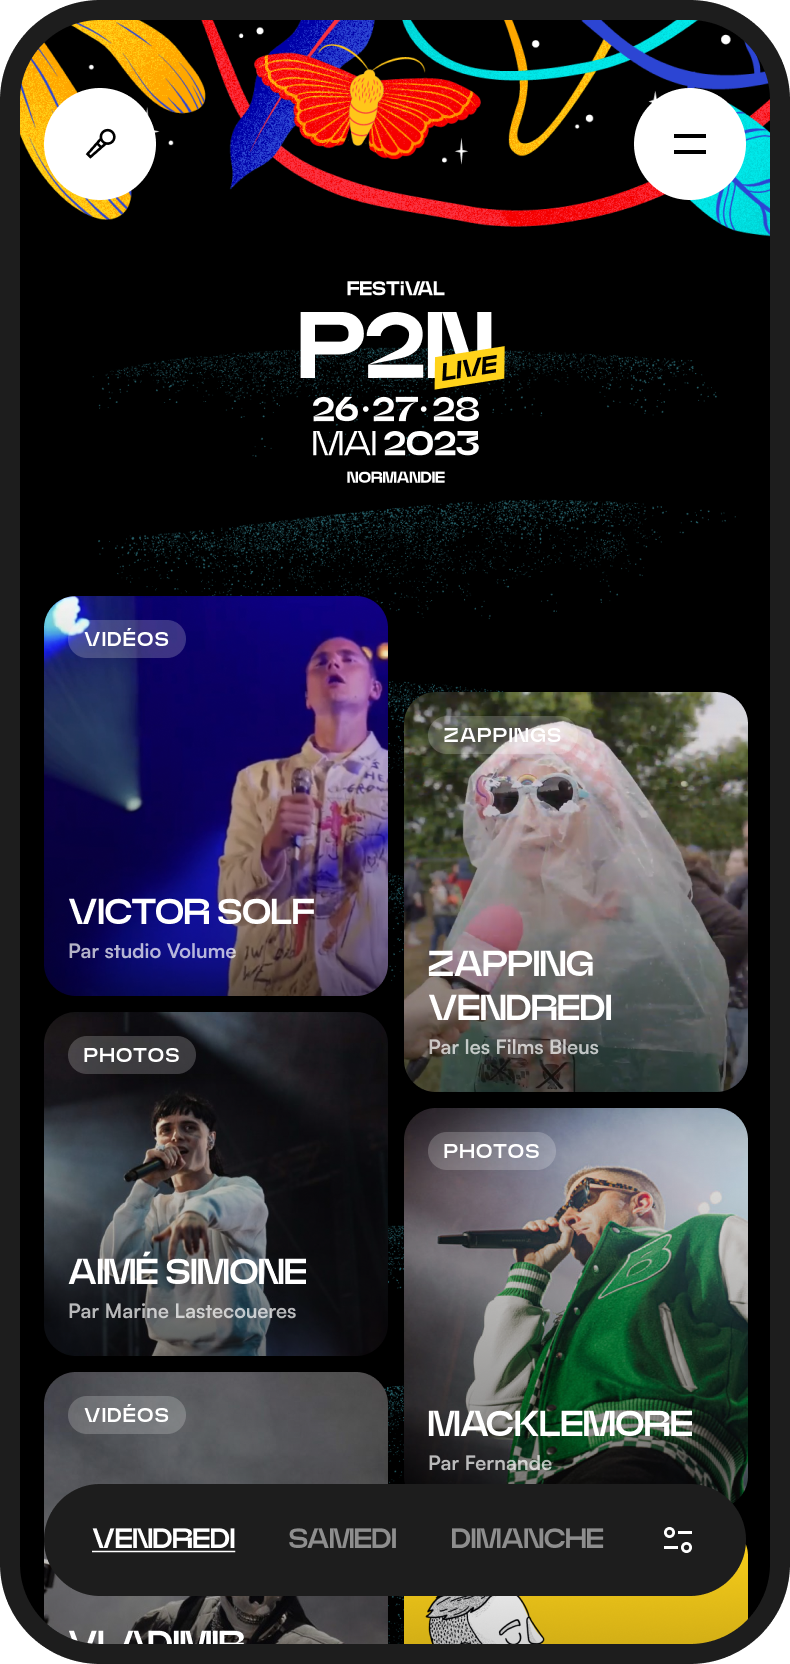 FESTiVAL
P2N
LIVE
26·27·28
MAI 2023
NORMANDIE
VIDÉOS
VICTOR SOLF
Par studio Volume
ZAPPINGS
ZAPPING
VENDREDI
Par les Films Bleus
PHOTOS
AIMÉ SIMONE
Par Marine Lastecoueres
PHOTOS
B
MACKLEMORE
Par Fernande
VIDÉOS
VENDREDI SAMEDI DIMANCHE
VLADIMIR